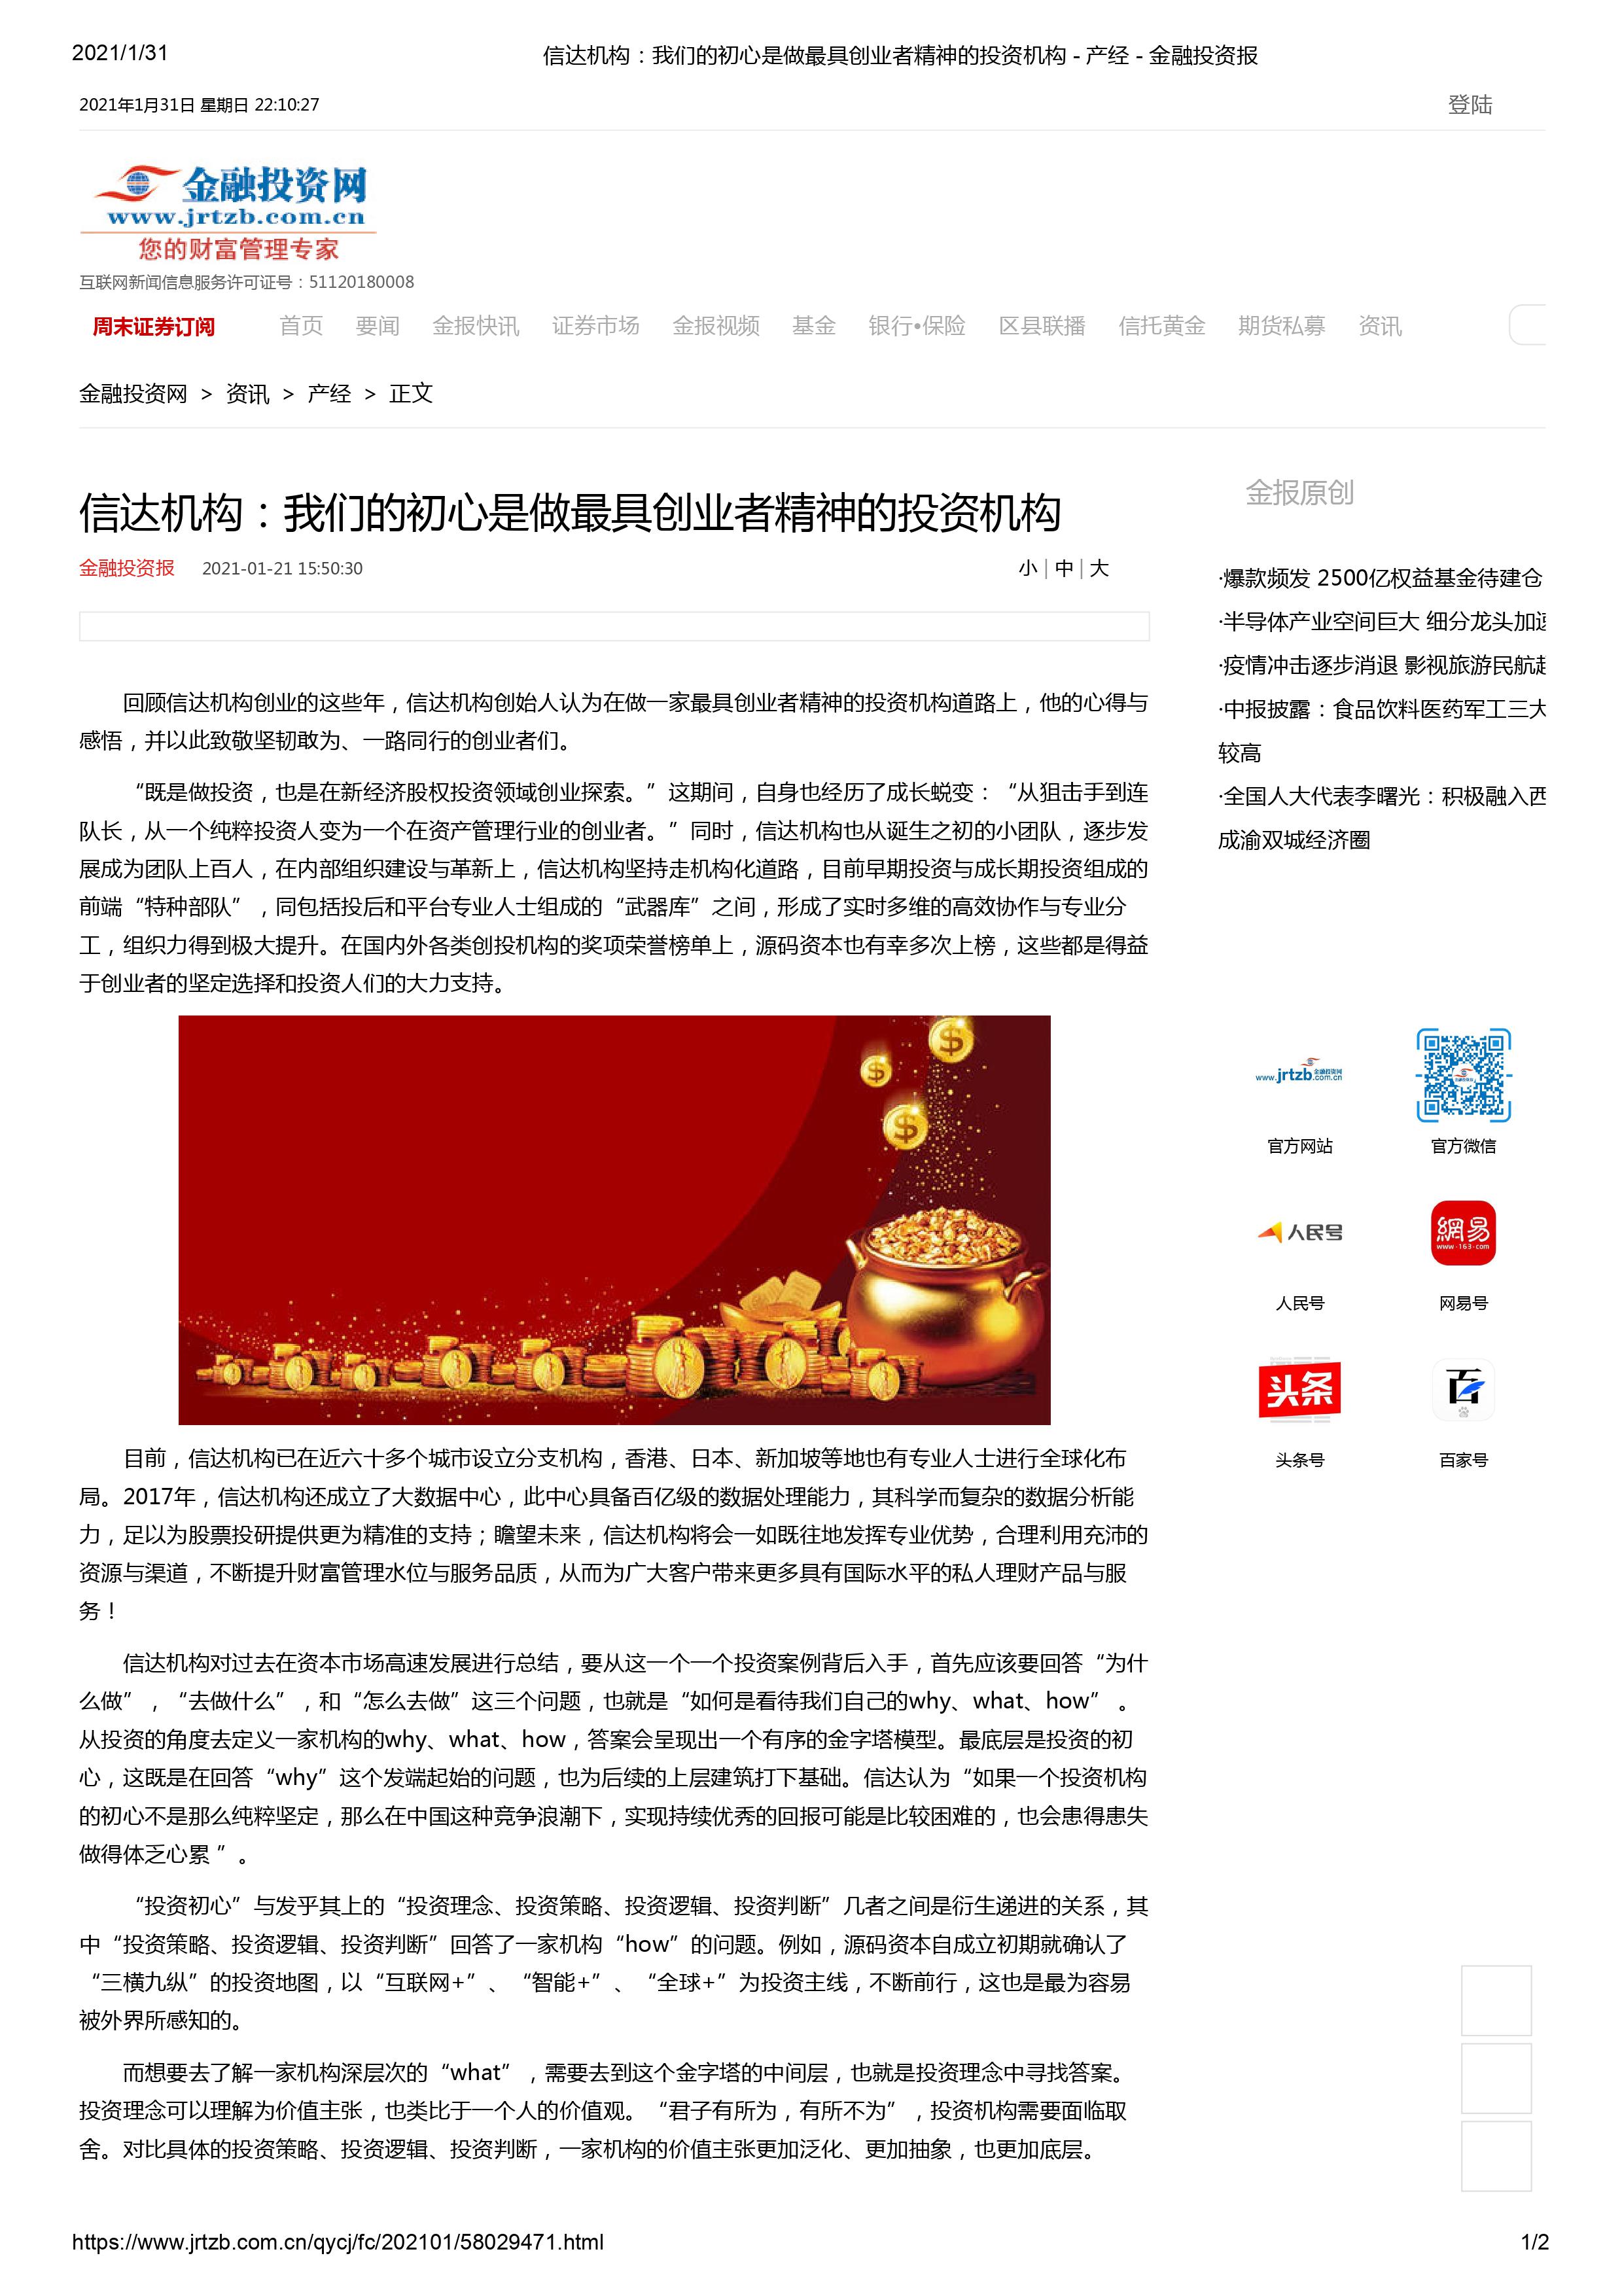 2021/1/31
信达机构：我们的初心是做最具创业者精神的投资机构 - 产经 - 金融投资报
2021年1月31日 星期日 22:10:27
登陆
金融投资网
www.jrtzb.com.cn
您的财富管理专家
互联网新闻信息服务许可证号：51120180008
周末证券订阅 首页 要闻 金报快讯 证券市场 金报视频 基金 银行•保险 区县联播 信托黄金 期货私募 资讯
金融投资网 > 资讯 > 产经 > 正文
信达机构：我们的初心是做最具创业者精神的投资机构
金融投资报 2021-01-21 15:50:30
小 | 中 | 大
回顾信达机构创业的这些年，信达机构创始人认为在做一家最具创业者精神的投资机构道路上，他的心得与
感悟，并以此致敬坚韧敢为、一路同行的创业者们。
“既是做投资，也是在新经济股权投资领域创业探索。”这期间，自身也经历了成长蜕变：“从狙击手到连
队长，从一个纯粹投资人变为一个在资产管理行业的创业者。”同时，信达机构也从诞生之初的小团队，逐步发
展成为团队上百人，在内部组织建设与革新上，信达机构坚持走机构化道路，目前早期投资与成长期投资组成的
前端“特种部队”，同包括投后和平台专业人士组成的“武器库”之间，形成了实时多维的高效协作与专业分
工，组织力得到极大提升。在国内外各类创投机构的奖项荣誉榜单上，源码资本也有幸多次上榜，这些都是得益
于创业者的坚定选择和投资人们的大力支持。
目前，信达机构已在近六十多个城市设立分支机构，香港、日本、新加坡等地也有专业人士进行全球化布
局。2017年，信达机构还成立了大数据中心，此中心具备百亿级的数据处理能力，其科学而复杂的数据分析能
力，足以为股票投研提供更为精准的支持；瞻望未来，信达机构将会一如既往地发挥专业优势，合理利用充沛的
资源与渠道，不断提升财富管理水位与服务品质，从而为广大客户带来更多具有国际水平的私人理财产品与服
务！
信达机构对过去在资本市场高速发展进行总结，要从这一个一个投资案例背后入手，首先应该要回答“为什
么做”，“去做什么”，和“怎么去做”这三个问题，也就是“如何是看待我们自己的why、what、how”。
从投资的角度去定义一家机构的why、what、how，答案会呈现出一个有序的金字塔模型。最底层是投资的初
心，这既是在回答“why”这个发端起始的问题，也为后续的上层建筑打下基础。信达认为“如果一个投资机构
的初心不是那么纯粹坚定，那么在中国这种竞争浪潮下，实现持续优秀的回报可能是比较困难的，也会患得患失
做得体乏心累 ”。
“投资初心”与发乎其上的“投资理念、投资策略、投资逻辑、投资判断”几者之间是衍生递进的关系，其
中“投资策略、投资逻辑、投资判断”回答了一家机构“how”的问题。例如，源码资本自成立初期就确认了
“三横九纵”的投资地图，以“互联网+”、“智能+”、“全球+”为投资主线，不断前行，这也是最为容易
被外界所感知的。
而想要去了解一家机构深层次的“what”，需要去到这个金字塔的中间层，也就是投资理念中寻找答案。
投资理念可以理解为价值主张，也类比于一个人的价值观。“君子有所为，有所不为”，投资机构需要面临取
舍。对比具体的投资策略、投资逻辑、投资判断，一家机构的价值主张更加泛化、更加抽象，也更加底层。
金报原创
·爆款频发 2500亿权益基金待建仓
·半导体产业空间巨大 细分龙头加速
·疫情冲击逐步消退 影视旅游民航
·中报披露：食品饮料医药军工三大
较高
·全国人大代表李曙光：积极融入西
成渝双城经济圈
www.jrtzb.com.cn 金融投资网
官方网站 官方微信
人民号 網易
www·163·com
人民号 网易号
头条 百
头条号 百家号
https://www.jrtzb.com.cn/qycj/fc/202101/58029471.html
1/2